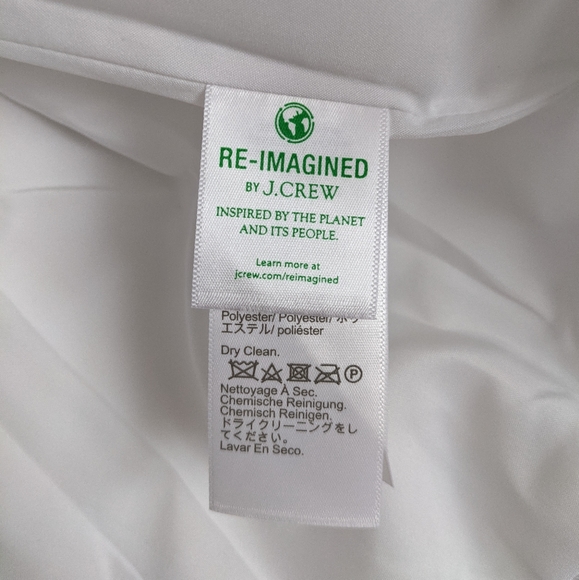 RE-IMAGINED
BY J.CREW
INSPIRED BY THE PLANET
AND ITS PEOPLE.
Learn more at
jcrew.com/reimagined
Polyester/ Polyester/ ポリ
エステル/ poliéster
Dry Clean.
P
Nettoyage À Sec.
Chemische Reinigung.
Chemisch Reinigen.
ドライクリーニングをし
てください。
Lavar En Seco.